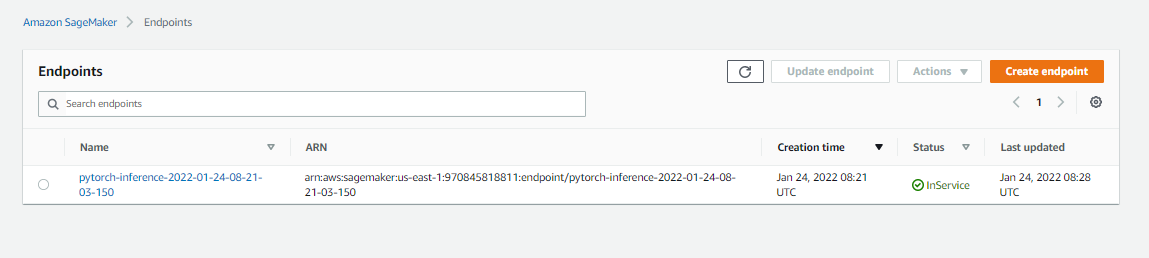 Amazon SageMaker > Endpoints
Endpoints
Update endpoint
Actions
Create endpoint
Search endpoints
1
Name ARN Creation time Status Last updated
pytorch-inference-2022-01-24-08-21- arn:aws:sagemaker:us-east-1:970845818811:endpoint/pytorch-inference-2022-01-24-08- Jan 24, 2022 08:21 InService Jan 24, 2022 08:28
03-150 21-03-150 UTC UTC